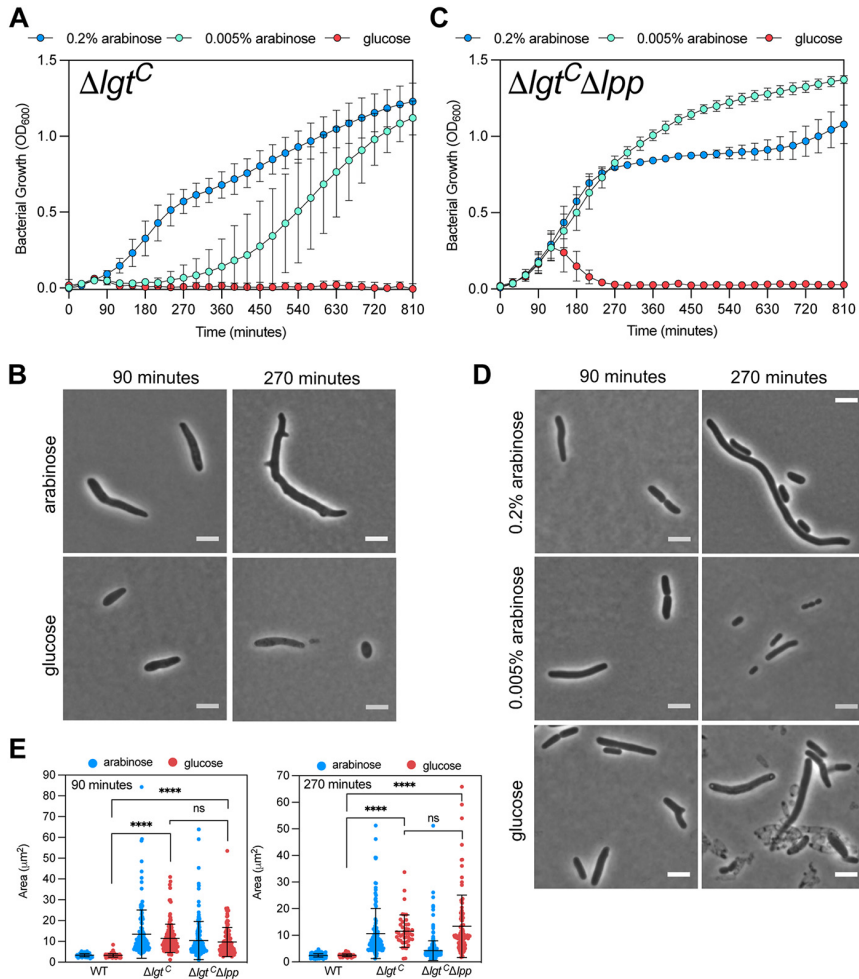 A
0.2% arabinose 0.005% arabinose glucose
Δlgtᶜ
Bacterial Growth (OD₆₀₀)
1.5
1.0
0.5
0.0
0 90 180 270 360 450 540 630 720 810
Time (minutes)
C
0.2% arabinose 0.005% arabinose glucose
ΔlgtᶜΔlpp
Bacterial Growth (OD₆₀₀)
1.5
1.0
0.5
0.0
0 90 180 270 360 450 540 630 720 810
Time (minutes)
B
90 minutes 270 minutes
arabinose
glucose
D
90 minutes 270 minutes
0.2% arabinose
0.005% arabinose
glucose
E
arabinose glucose
90 minutes
Area (μm²)
90
80
70
60
50
40
30
20
10
0
****
ns
****
WT Δlgtᶜ ΔlgtᶜΔlpp
arabinose glucose
270 minutes
Area (μm²)
70
60
50
40
30
20
10
0
****
****
ns
WT Δlgtᶜ ΔlgtᶜΔlpp